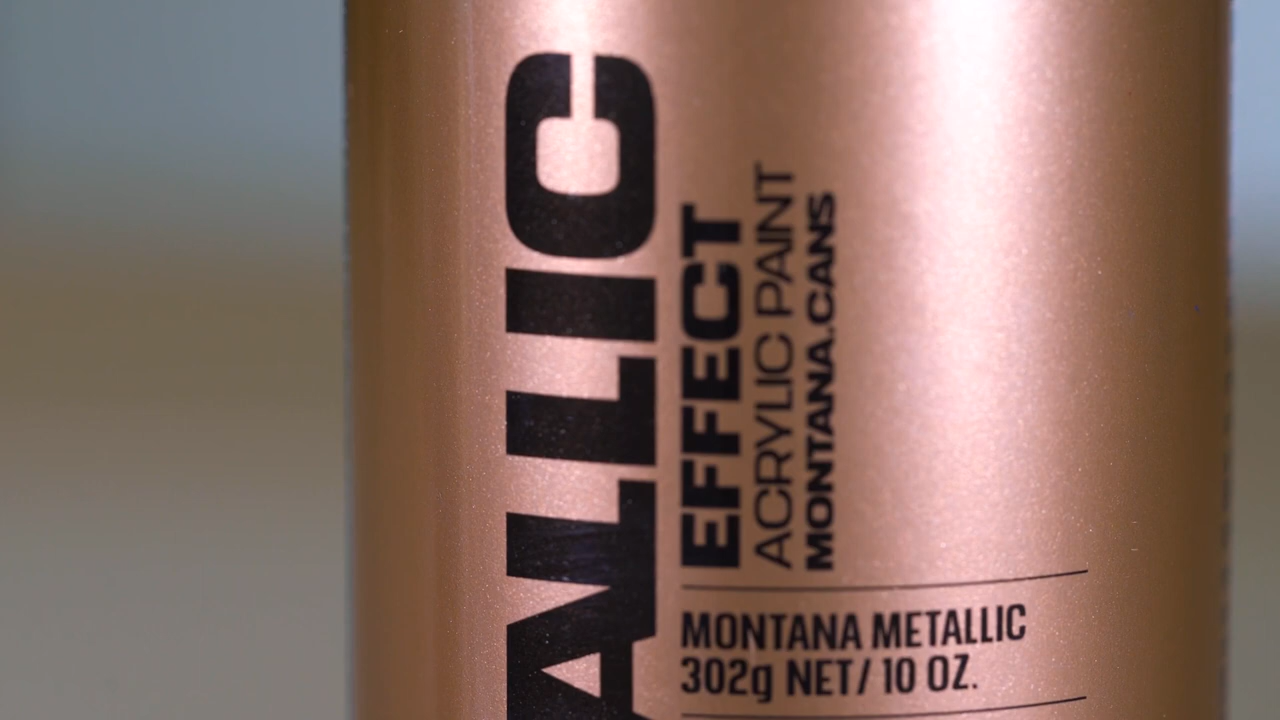 ALLIC
EFFECT
ACRYLIC PAINT
MONTANA.CANS
MONTANA METALLIC
302g NET/ 10 OZ.